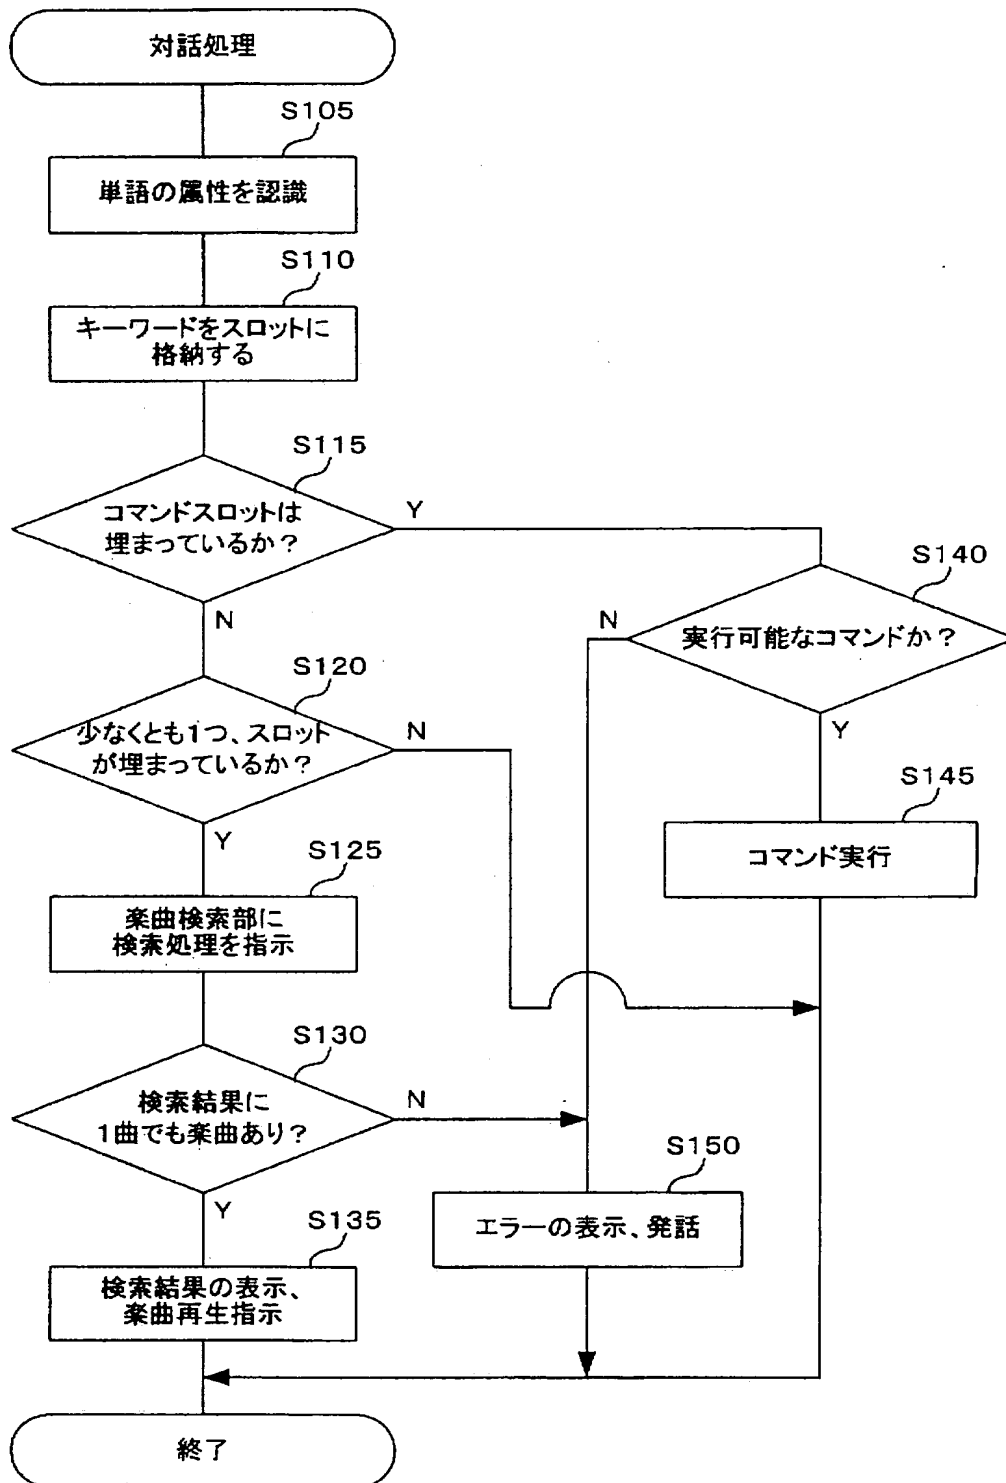 対話処理
S105
単語の属性を認識
S110
キーワードをスロットに
格納する
S115
コマンドスロットは
埋まっているか？
Y
N
S140
実行可能なコマンドか？
N
Y
S120
少なくとも1つ、スロット
が埋まっているか？
N
Y
S145
コマンド実行
S125
楽曲検索部に
検索処理を指示
S130
検索結果に
1曲でも楽曲あり？
N
Y
S150
エラーの表示、発話
S135
検索結果の表示、
楽曲再生指示
終了